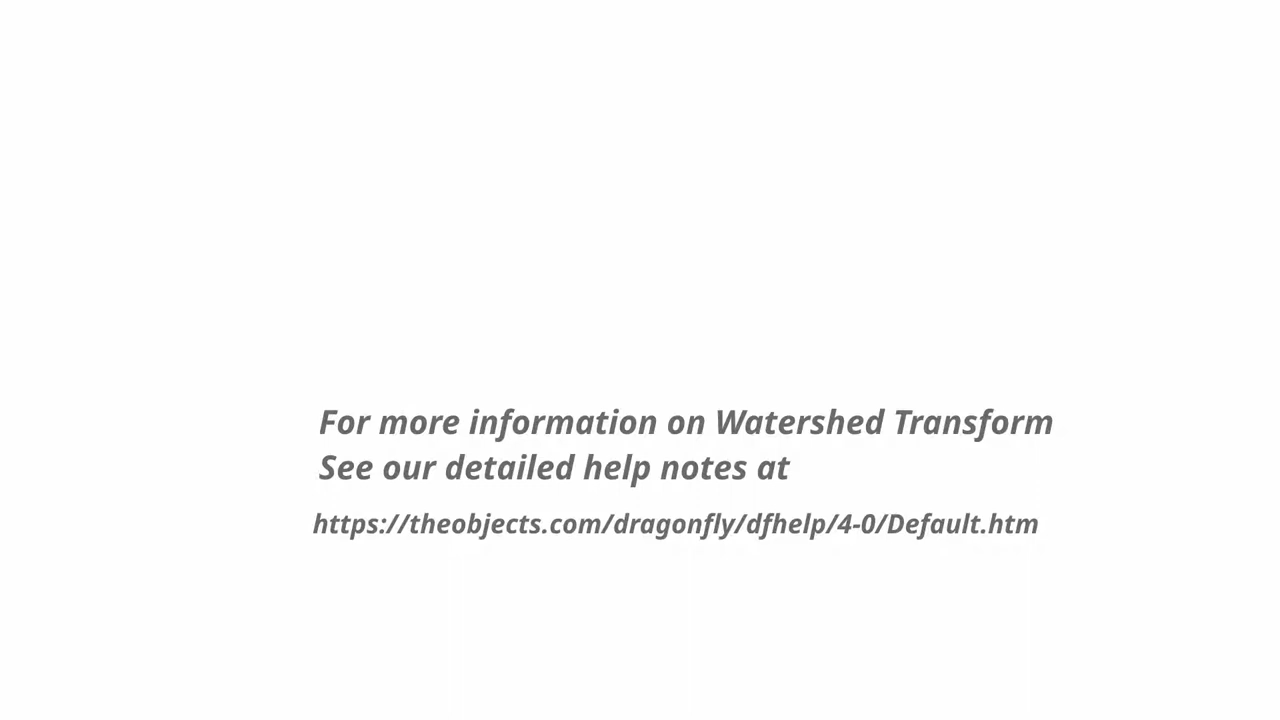 For more information on Watershed Transform
See our detailed help notes at
https://theobjects.com/dragonfly/dfhelp/4-0/Default.htm